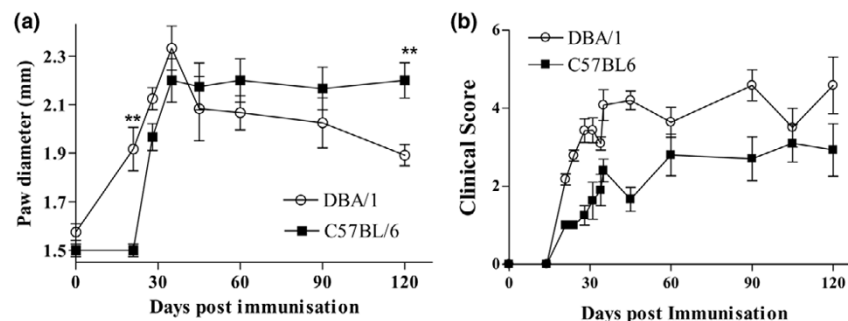 (a)
Paw diameter (mm)
2.3
2.1
1.9
1.7
1.5
**
**
DBA/1
C57BL/6
0 30 60 90 120
Days post immunisation
(b)
Clinical Score
6
4
2
0
DBA/1
C57BL6
0 30 60 90 120
Days post Immunisation